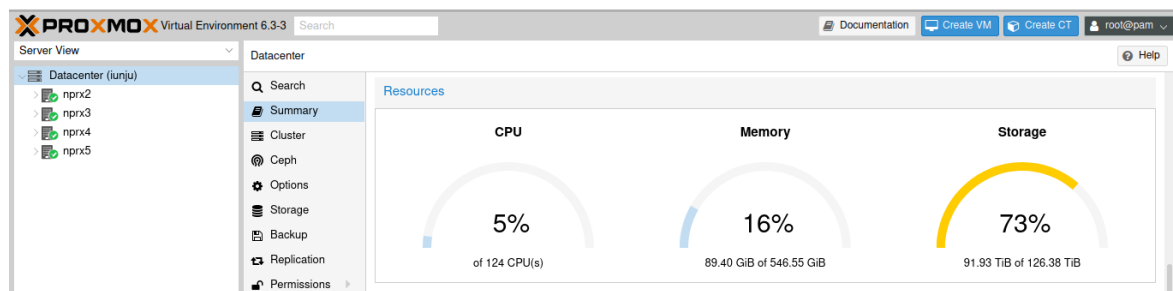 PROXMOX Virtual Environment 6.3-3 Search Documentation Create VM Create CT root@pam
Server View
Datacenter (iunju)
nprx2
nprx3
nprx4
nprx5
Datacenter
Help
Search
Summary
Cluster
Ceph
Options
Storage
Backup
Replication
Permissions
Resources
CPU
5%
of 124 CPU(s)
Memory
16%
89.40 GiB of 546.55 GiB
Storage
73%
91.93 TiB of 126.38 TiB